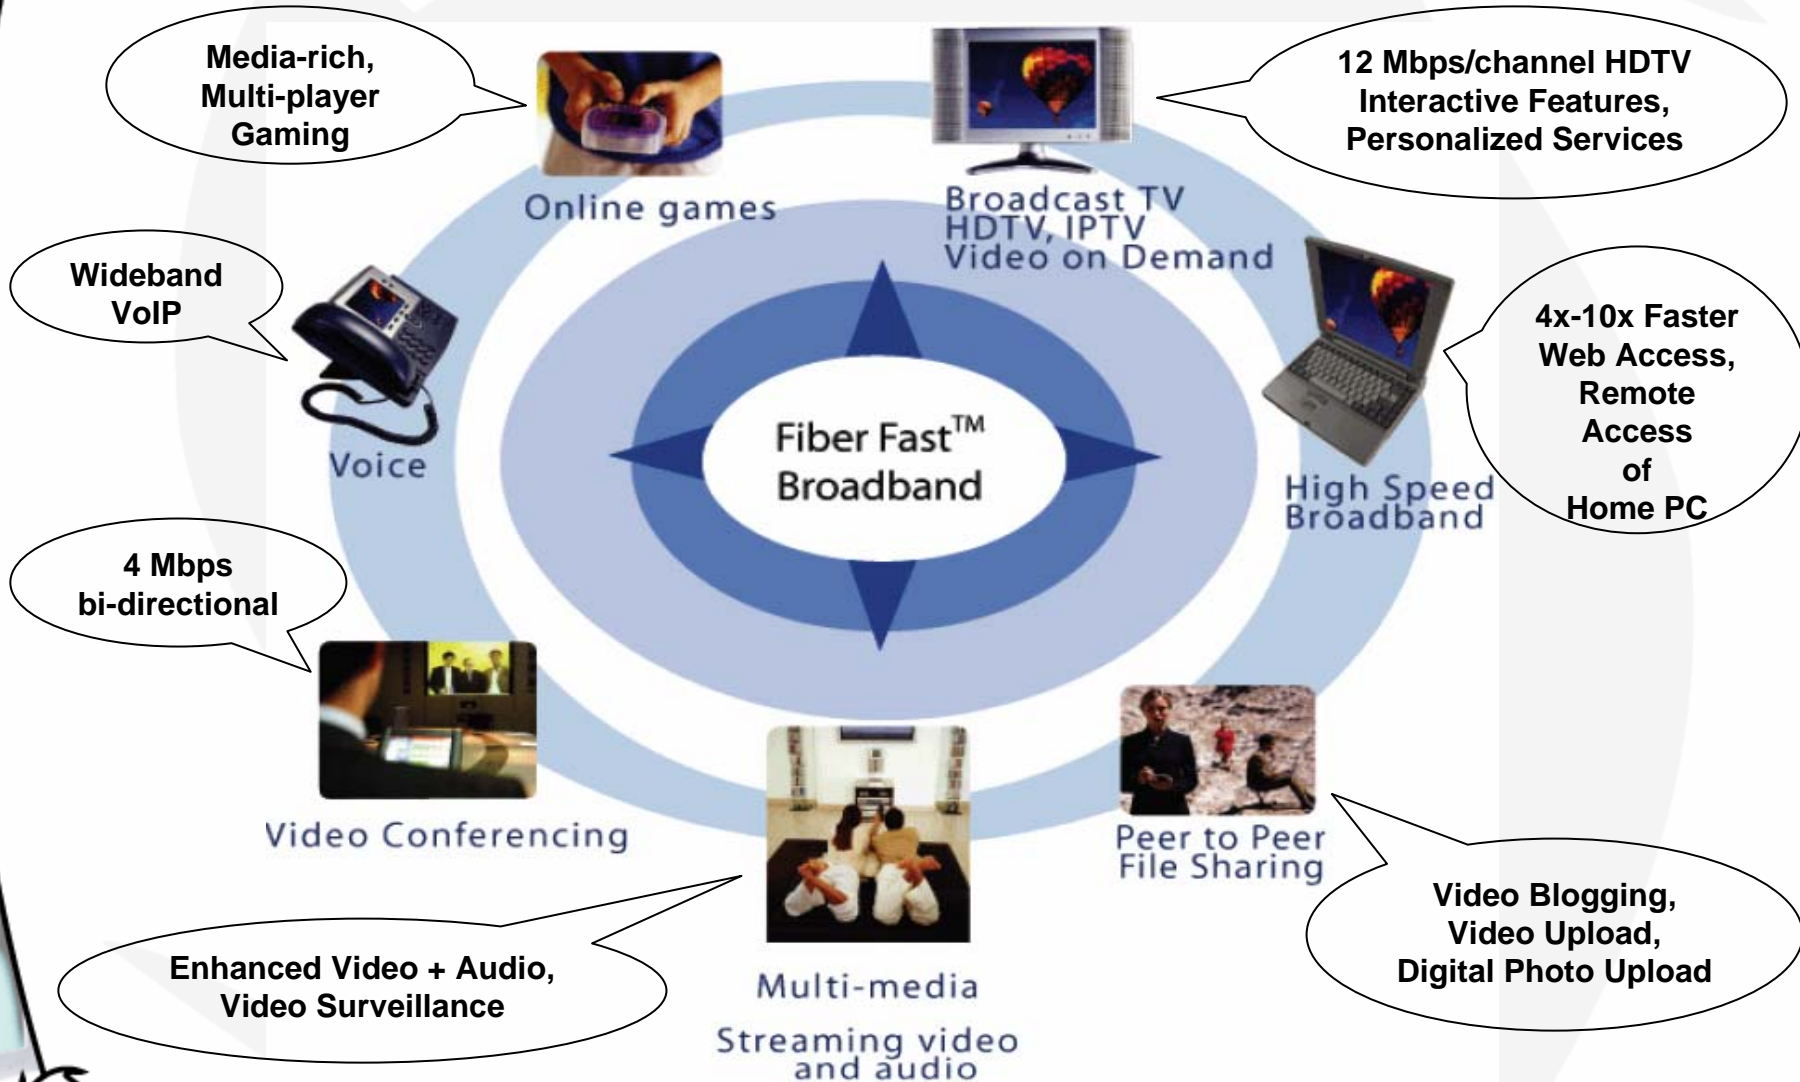 Media-rich,
Multi-player
Gaming
Online games
12 Mbps/channel HDTV
Interactive Features,
Personalized Services
Broadcast TV
HDTV, IPTV
Video on Demand
Wideband
VoIP
Voice
4x-10x Faster
Web Access,
Remote
Access
of
Home PC
High Speed
Broadband
Fiber Fast™
Broadband
4 Mbps
bi-directional
Video Conferencing
Peer to Peer
File Sharing
Video Blogging,
Video Upload,
Digital Photo Upload
Enhanced Video + Audio,
Video Surveillance
Multi-media
Streaming video
and audio